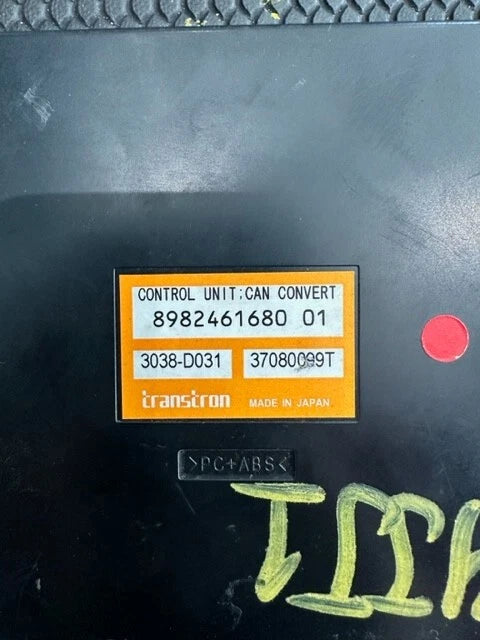 CONTROL UNIT;CAN CONVERT
8982461680 01
3038-D031 37080099T
transtron MADE IN JAPAN
>PC+ABS<